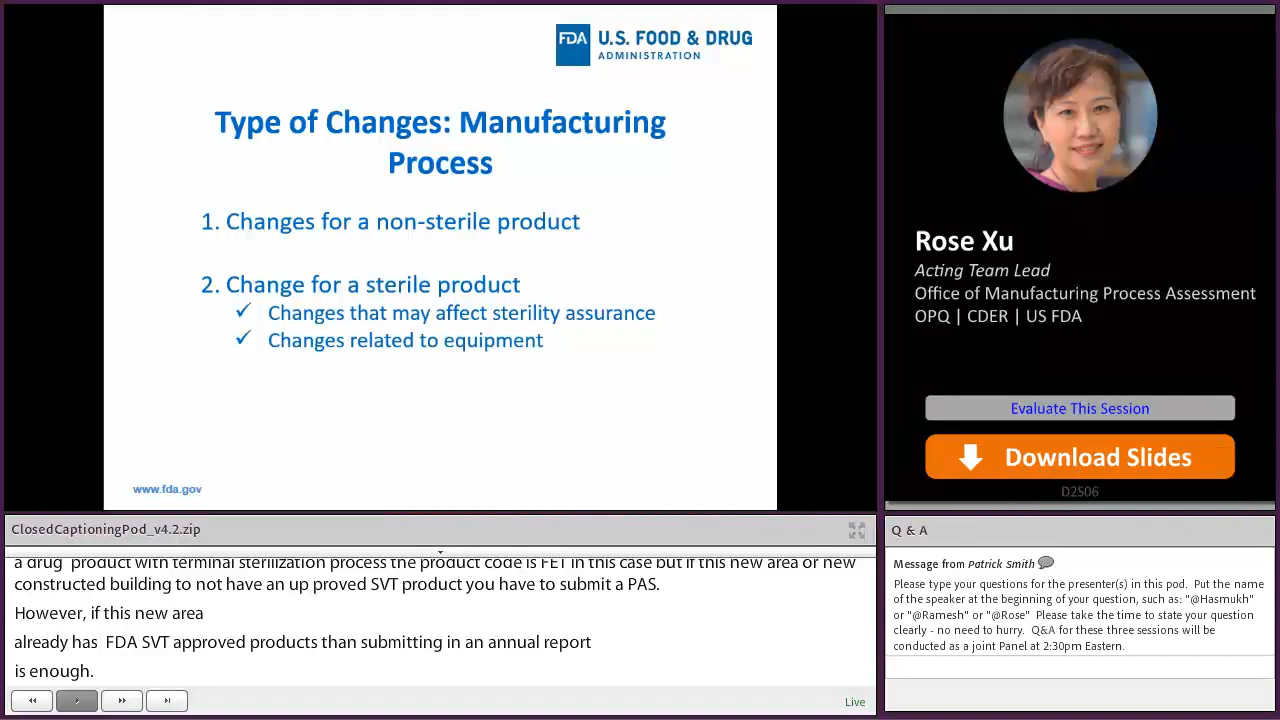 FDA U.S. FOOD & DRUG
ADMINISTRATION
Type of Changes: Manufacturing
Process
1. Changes for a non-sterile product
2. Change for a sterile product
✓ Changes that may affect sterility assurance
✓ Changes related to equipment
www.fda.gov
Rose Xu
Acting Team Lead
Office of Manufacturing Process Assessment
OPQ | CDER | US FDA
Evaluate This Session
Download Slides
D2S06
ClosedCaptioningPod_v4.2.zip
a drug product with terminal sterilization process the product code is FET in this case but if this new area or new
constructed building to not have an up proved SVT product you have to submit a PAS.
However, if this new area
already has FDA SVT approved products than submitting in an annual report
is enough.
Live
Q & A
Message from Patrick Smith
Please type your questions for the presenter(s) in this pod. Put the name
of the speaker at the beginning of your question, such as: "@Hasmukh"
or "@Ramesh" or "@Rose" Please take the time to state your question
clearly - no need to hurry. Q&A for these three sessions will be
conducted as a joint Panel at 2:30pm Eastern.